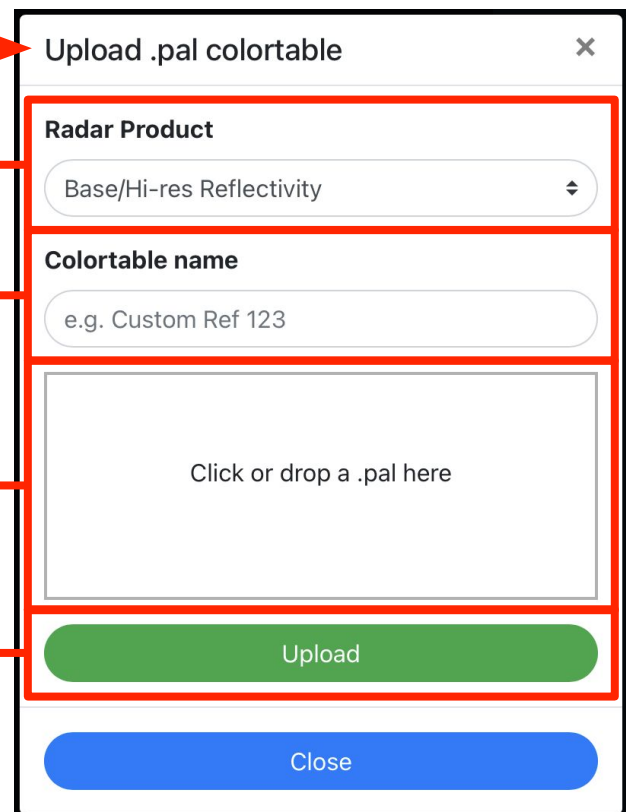 Upload .pal colortable ×
Radar Product
Base/Hi-res Reflectivity
Colortable name
e.g. Custom Ref 123
Click or drop a .pal here
Upload
Close